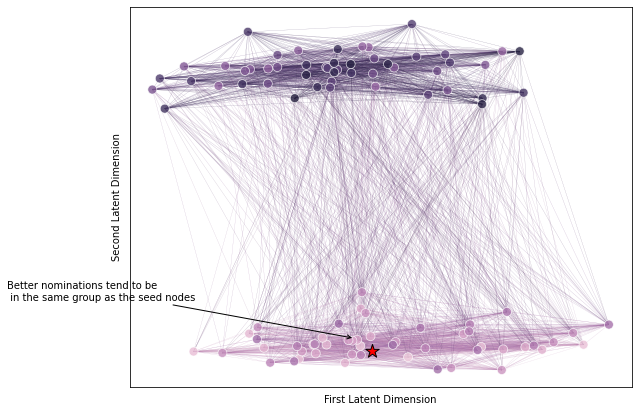 Second Latent Dimension
Better nominations tend to be
in the same group as the seed nodes
First Latent Dimension